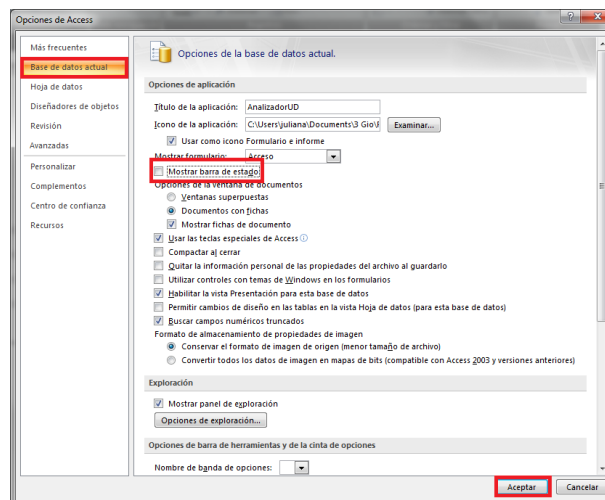 Opciones de Access
Más frecuentes
Base de datos actual
Hoja de datos
Diseñadores de objetos
Revisión
Avanzadas
Personalizar
Complementos
Centro de confianza
Recursos
Opciones de la base de datos actual.
Opciones de aplicación
Título de la aplicación: AnalizadorUD
Icono de la aplicación: C:\Users\juliana\Documents\3 Gio\F Examinar...
Usar como icono Formulario e informe
Mostrar formulario: Acceso
Mostrar barra de estado
Opciones de la ventana de documentos
Ventanas superpuestas
Documentos con fichas
Mostrar fichas de documento
Usar las teclas especiales de Access
Compactar al cerrar
Quitar la información personal de las propiedades del archivo al guardarlo
Utilizar controles con temas de Windows en los formularios
Habilitar la vista Presentación para esta base de datos
Permitir cambios de diseño en las tablas en la vista Hoja de datos (para esta base de datos)
Buscar campos numéricos truncados
Formato de almacenamiento de propiedades de imagen
Conservar el formato de imagen de origen (menor tamaño de archivo)
Convertir todos los datos de imagen en mapas de bits (compatible con Access 2003 y versiones anteriores)
Exploración
Mostrar panel de exploración
Opciones de exploración...
Opciones de barra de herramientas y de la cinta de opciones
Nombre de banda de opciones:
Aceptar Cancelar